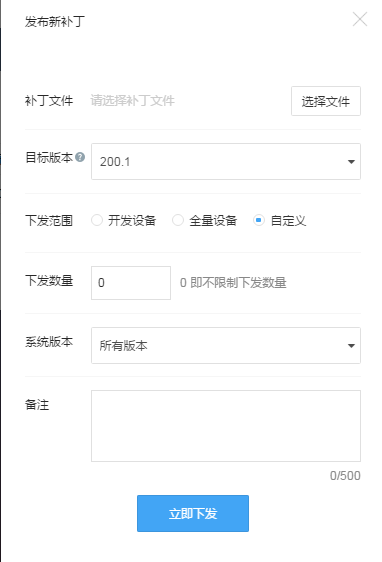 发布新补丁
补丁文件 请选择补丁文件 选择文件
目标版本 ? 200.1
下发范围 开发设备 全量设备 自定义
下发数量 0 0 即不限制下发数量
系统版本 所有版本
备注
0/500
立即下发